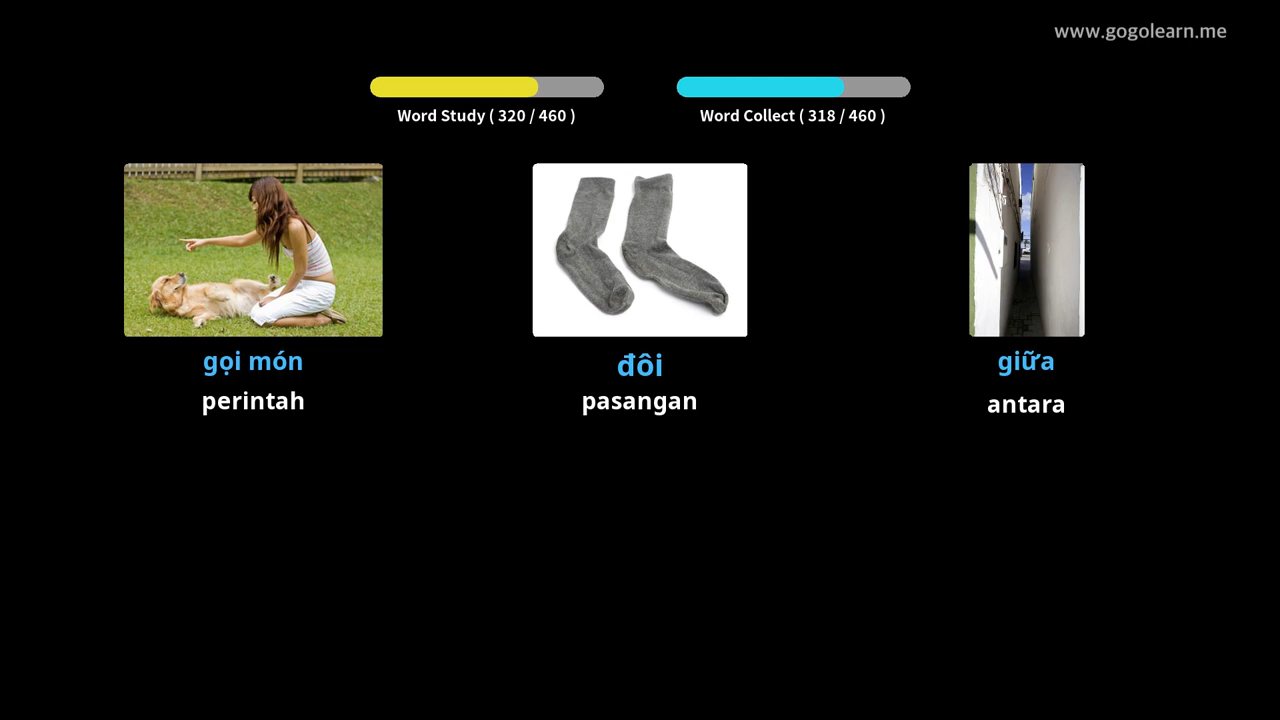 www.gogolearn.me
Word Study ( 320 / 460 )
Word Collect ( 318 / 460 )
gọi món
perintah
đôi
pasangan
giữa
antara